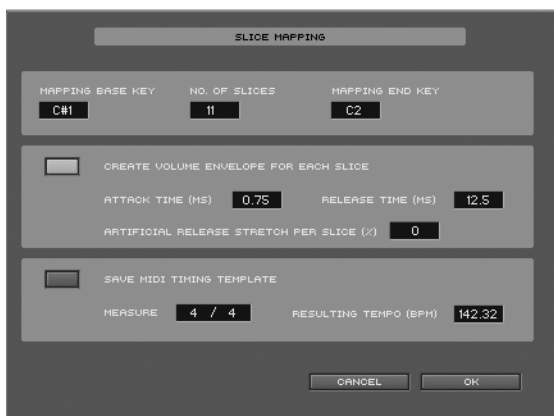 SLICE MAPPING
MAPPING BASE KEY NO. OF SLICES MAPPING END KEY
C#1 11 C2
CREATE VOLUME ENVELOPE FOR EACH SLICE
ATTACK TIME (MS) 0.75 RELEASE TIME (MS) 12.5
ARTIFICIAL RELEASE STRETCH PER SLICE (%) 0
SAVE MIDI TIMING TEMPLATE
MEASURE 4 / 4 RESULTING TEMPO (BPM) 142.32
CANCEL OK